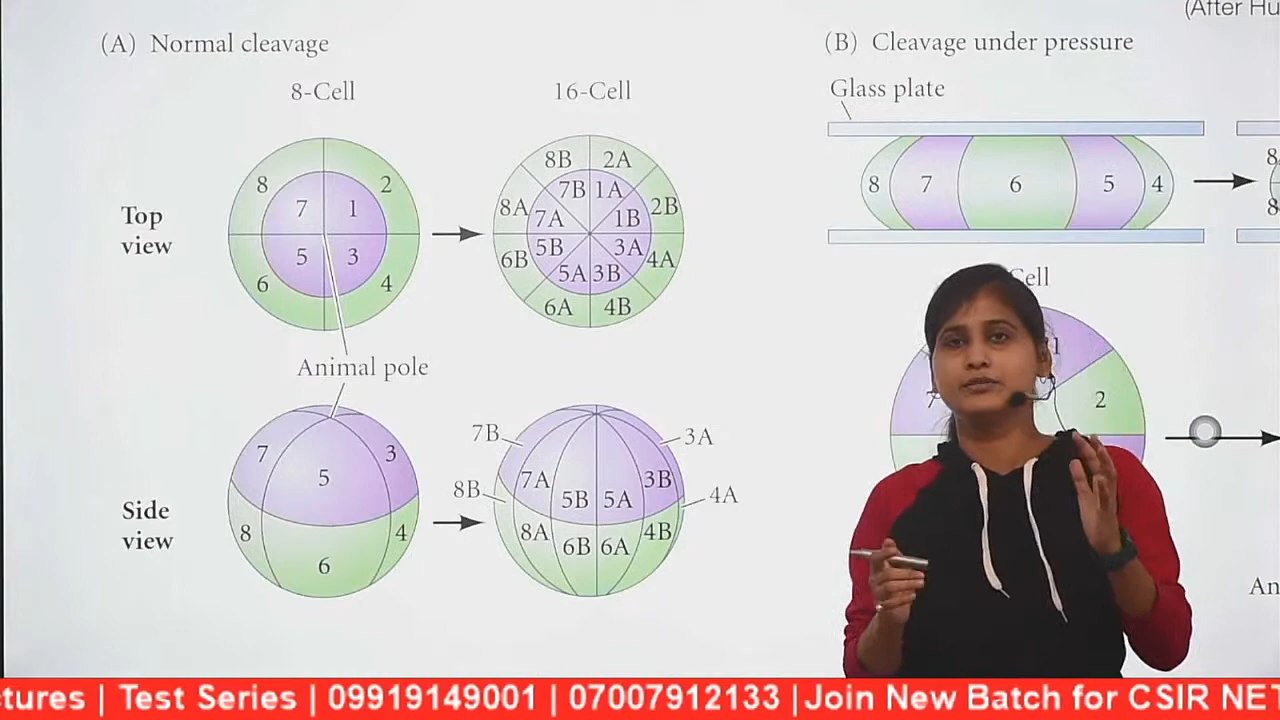 (After Hu
(A) Normal cleavage
8-Cell
16-Cell
Top
view
8
2
7
1
5
3
6
4
8B
2A
7B
1A
8A
2B
7A
1B
5B
3A
6B
4A
5A
3B
6A
4B
Animal pole
Side
view
7
3
5
8
4
6
7B
3A
7A
3B
8B
5B
5A
4A
8A
4B
6B
6A
(B) Cleavage under pressure
Glass plate
8
7
6
5
4
8
8
Cell
1
7
2
An
tures | Test Series | 09919149001 | 07007912133 |Join New Batch for CSIR NET